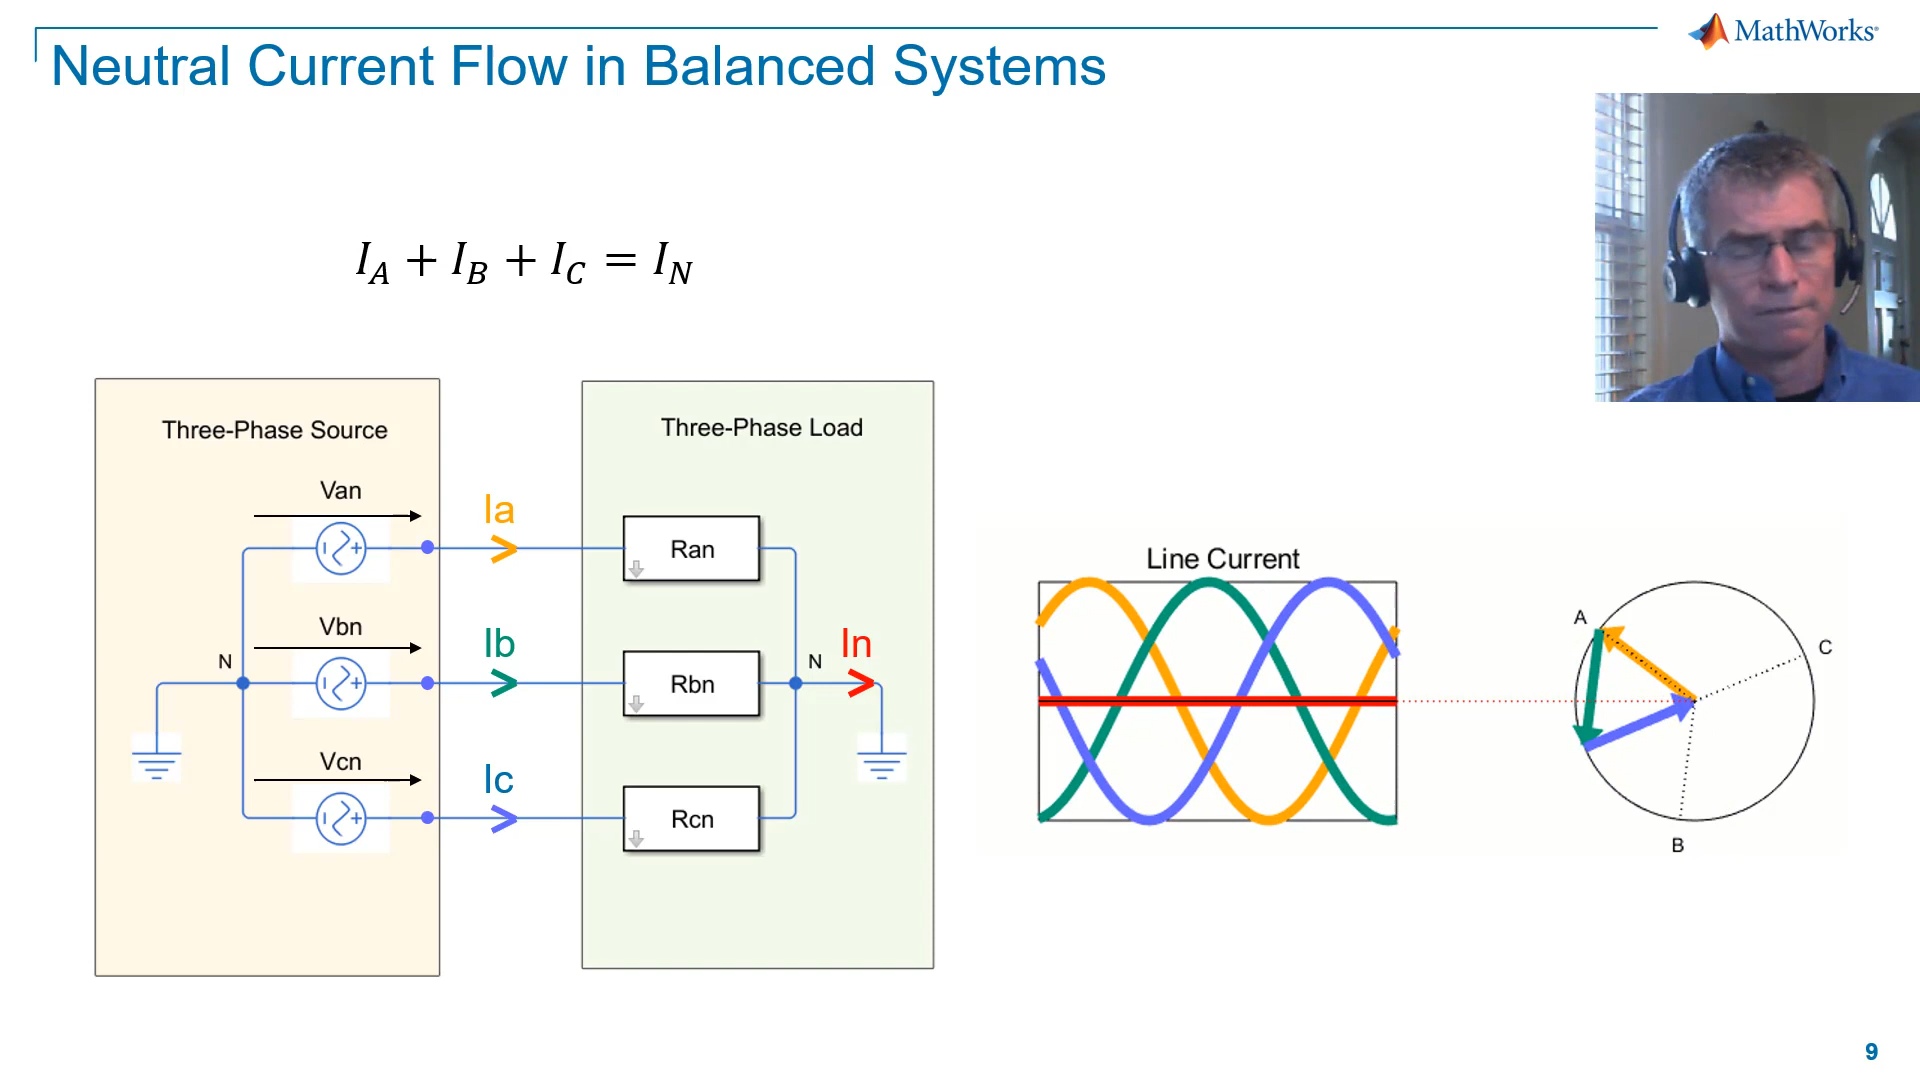 MathWorks®
Neutral Current Flow in Balanced Systems
I_A + I_B + I_C = I_N
Three-Phase Source
Three-Phase Load
Van
Ia
Ran
Vbn
Ib
Rbn
N
N
In
Vcn
Ic
Rcn
Line Current
A
C
B
9